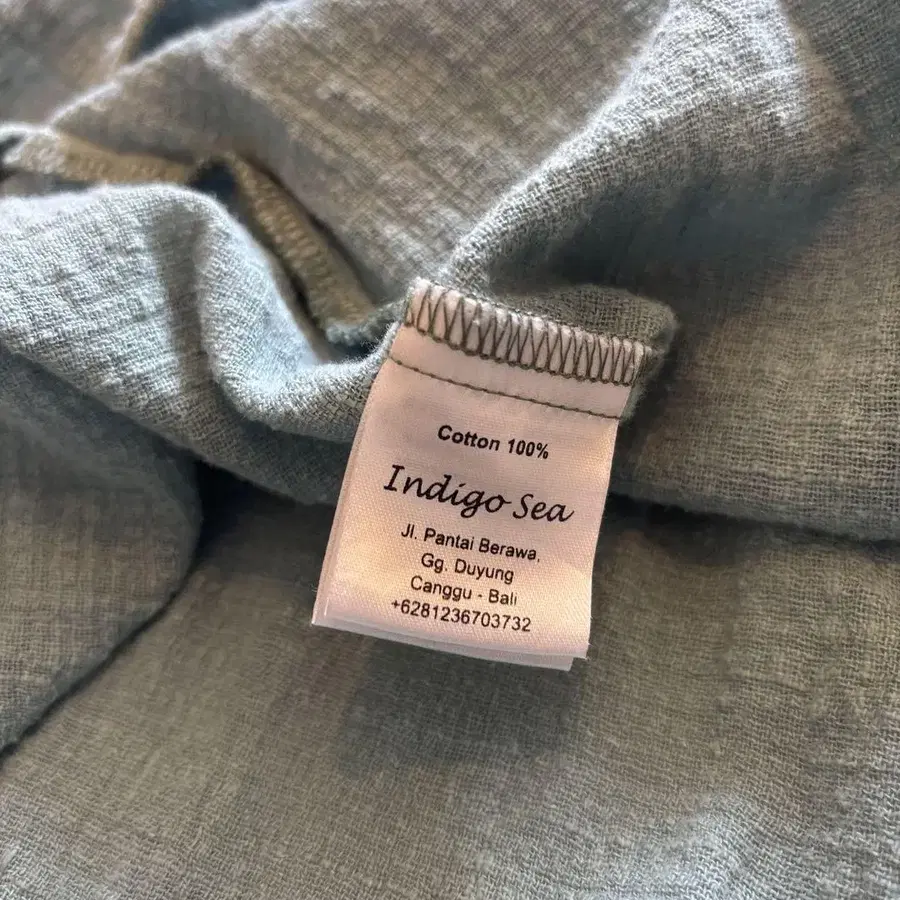 Cotton 100%
Indigo Sea
Jl. Pantai Berawa,
Gg. Duyung
Canggu - Bali
+6281236703732